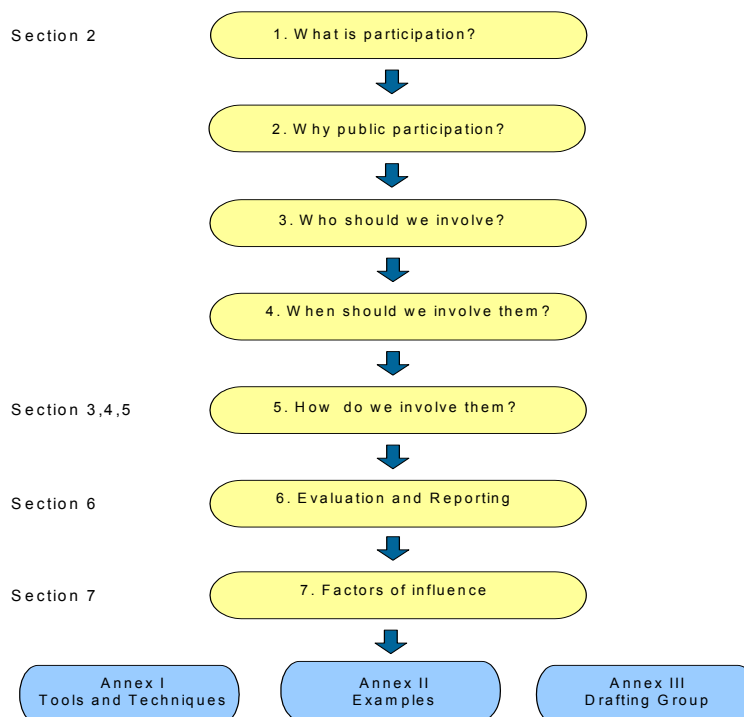 Section 2
1. What is participation?
2. Why public participation?
3. Who should we involve?
4. When should we involve them?
Section 3,4,5
5. How do we involve them?
Section 6
6. Evaluation and Reporting
Section 7
7. Factors of influence
Annex I
Tools and Techniques
Annex II
Examples
Annex III
Drafting Group